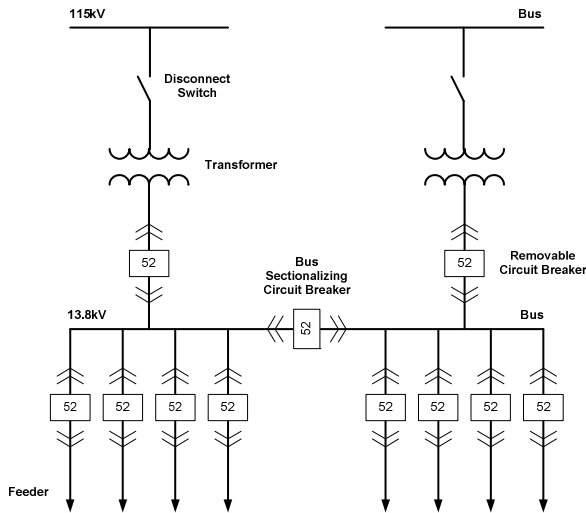 115kV
Bus
Disconnect
Switch
Transformer
52
52
Removable
Circuit Breaker
Bus
Sectionalizing
Circuit Breaker
13.8kV
52
Bus
52
52
52
52
52
52
52
52
Feeder